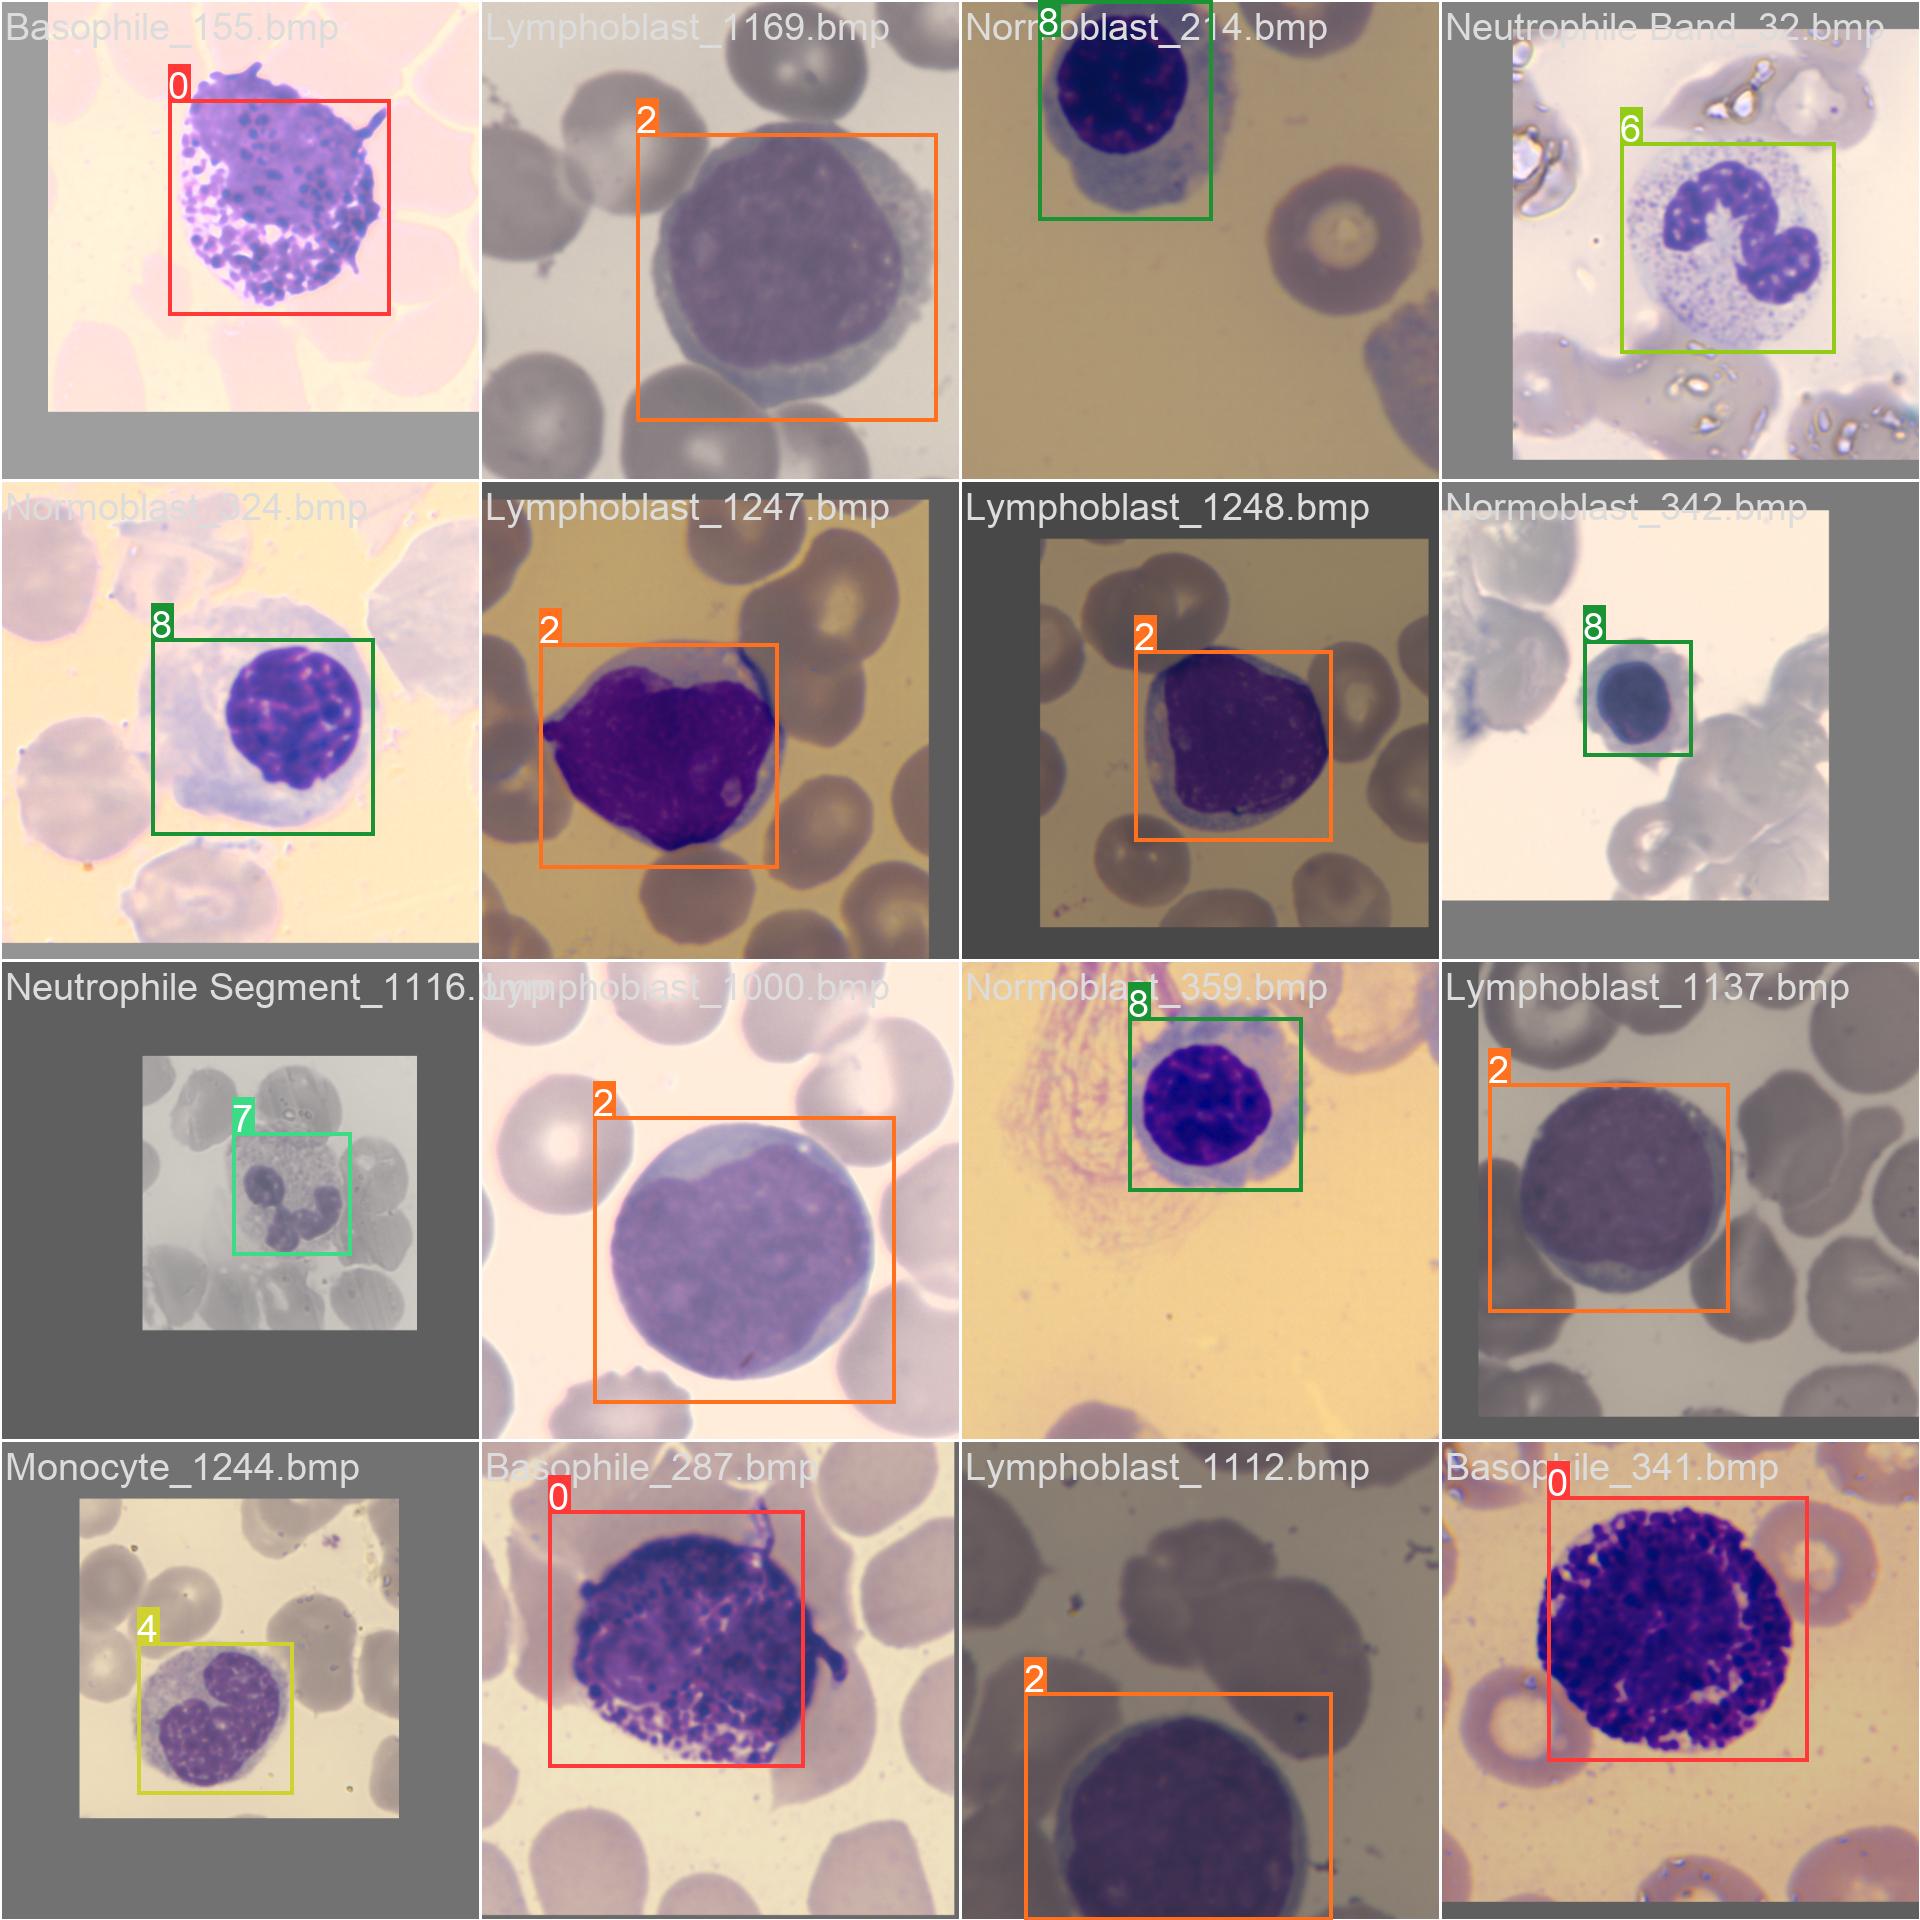 Basophile_155.bmp
0
Lymphoblast_1169.bmp
2
Normoblast_214.bmp
8
Neutrophile Band_32.bmp
6
Normoblast_324.bmp
8
Lymphoblast_1247.bmp
2
Lymphoblast_1248.bmp
2
Normoblast_342.bmp
8
Neutrophile Segment_1116.bmp
7
Lymphoblast_1000.bmp
2
Normoblast_359.bmp
8
Lymphoblast_1137.bmp
2
Monocyte_1244.bmp
4
Basophile_287.bmp
0
Lymphoblast_1112.bmp
2
Basophile_341.bmp
0